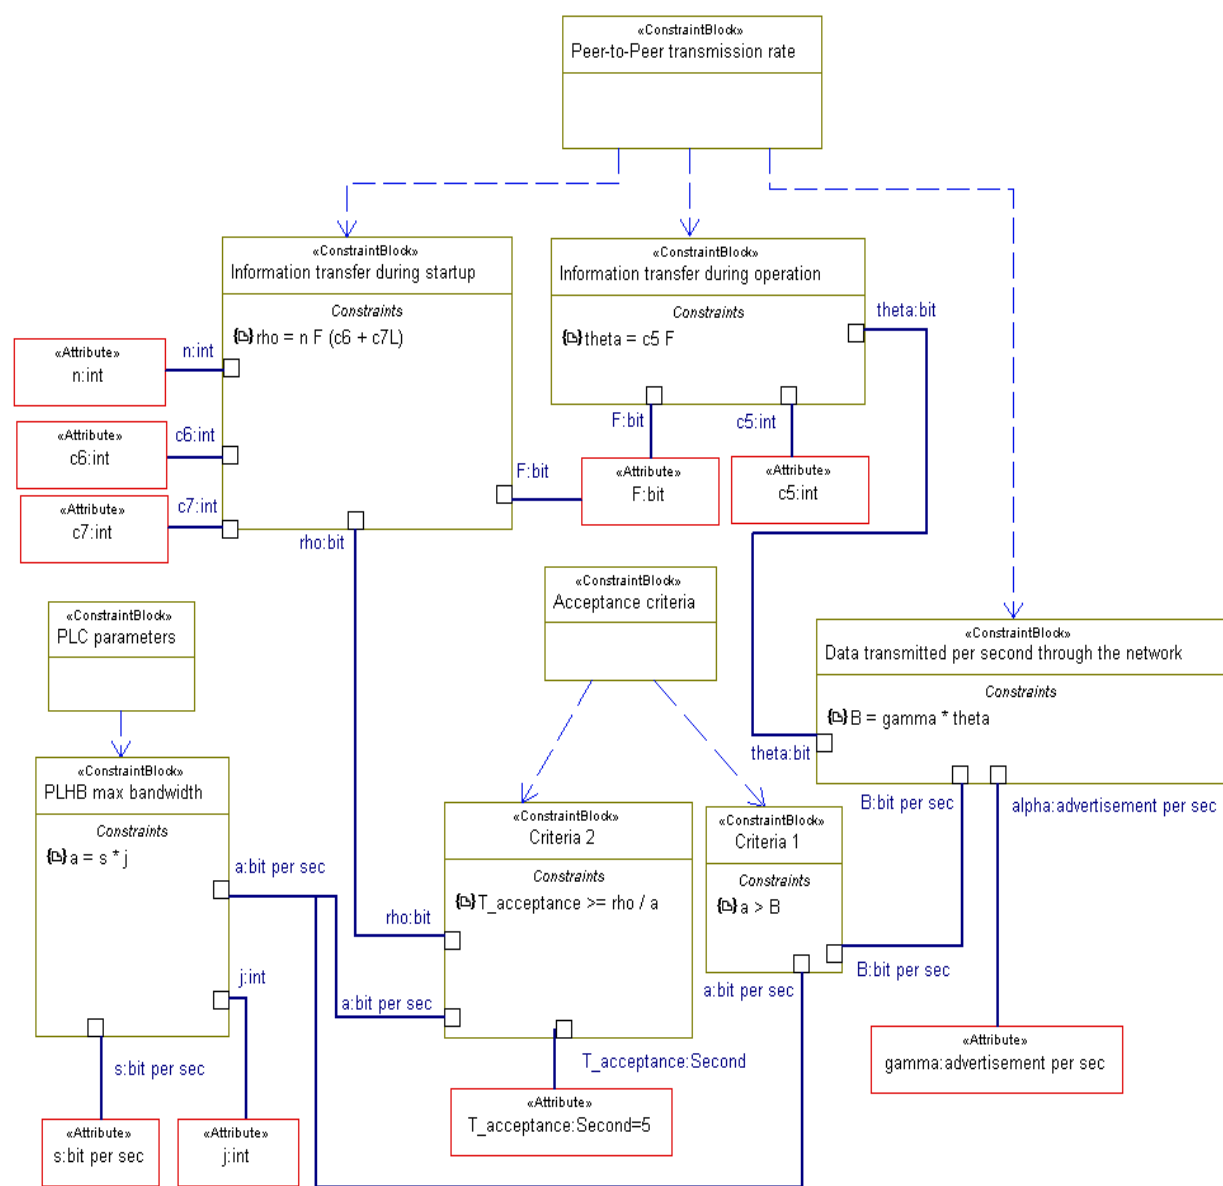 «ConstraintBlock»
Peer-to-Peer transmission rate
«ConstraintBlock»
Information transfer during startup
Constraints
rho = n F (c6 + c7L)
«ConstraintBlock»
Information transfer during operation
Constraints
theta = c5 F
theta:bit
n:int
«Attribute»
n:int
c6:int
«Attribute»
c6:int
c7:int
«Attribute»
c7:int
rho:bit
F:bit
F:bit
c5:int
«Attribute»
F:bit
«Attribute»
c5:int
«ConstraintBlock»
Acceptance criteria
«ConstraintBlock»
PLC parameters
«ConstraintBlock»
Data transmitted per second through the network
Constraints
B = gamma * theta
theta:bit
B:bit per sec
alpha:advertisement per sec
«ConstraintBlock»
PLHB max bandwidth
Constraints
a = s * j
a:bit per sec
j:int
s:bit per sec
«ConstraintBlock»
Criteria 2
Constraints
T_acceptance >= rho / a
rho:bit
a:bit per sec
T_acceptance:Second
«ConstraintBlock»
Criteria 1
Constraints
a > B
B:bit per sec
a:bit per sec
«Attribute»
gamma:advertisement per sec
«Attribute»
T_acceptance:Second=5
«Attribute»
s:bit per sec
«Attribute»
j:int